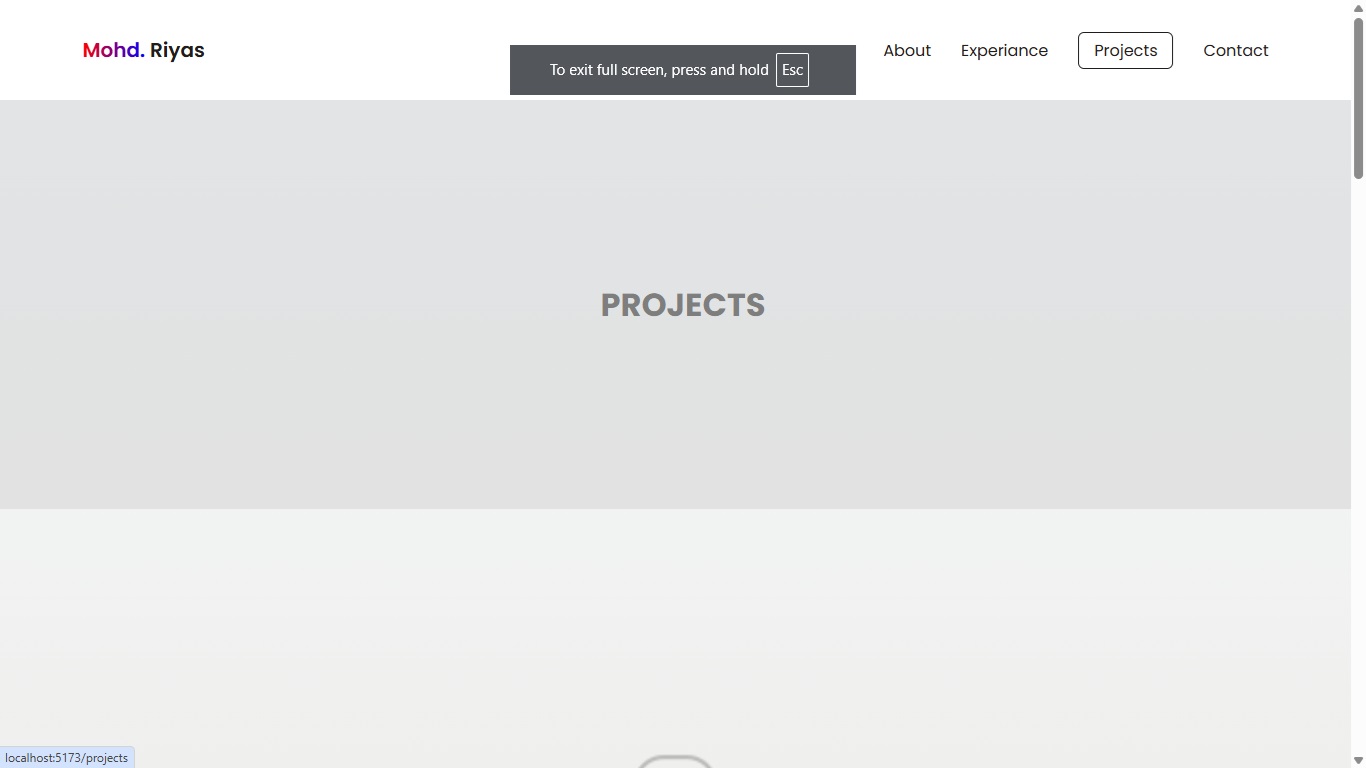 Mohd. Riyas
About Experiance Projects Contact
To exit full screen, press and hold Esc
PROJECTS
localhost:5173/projects